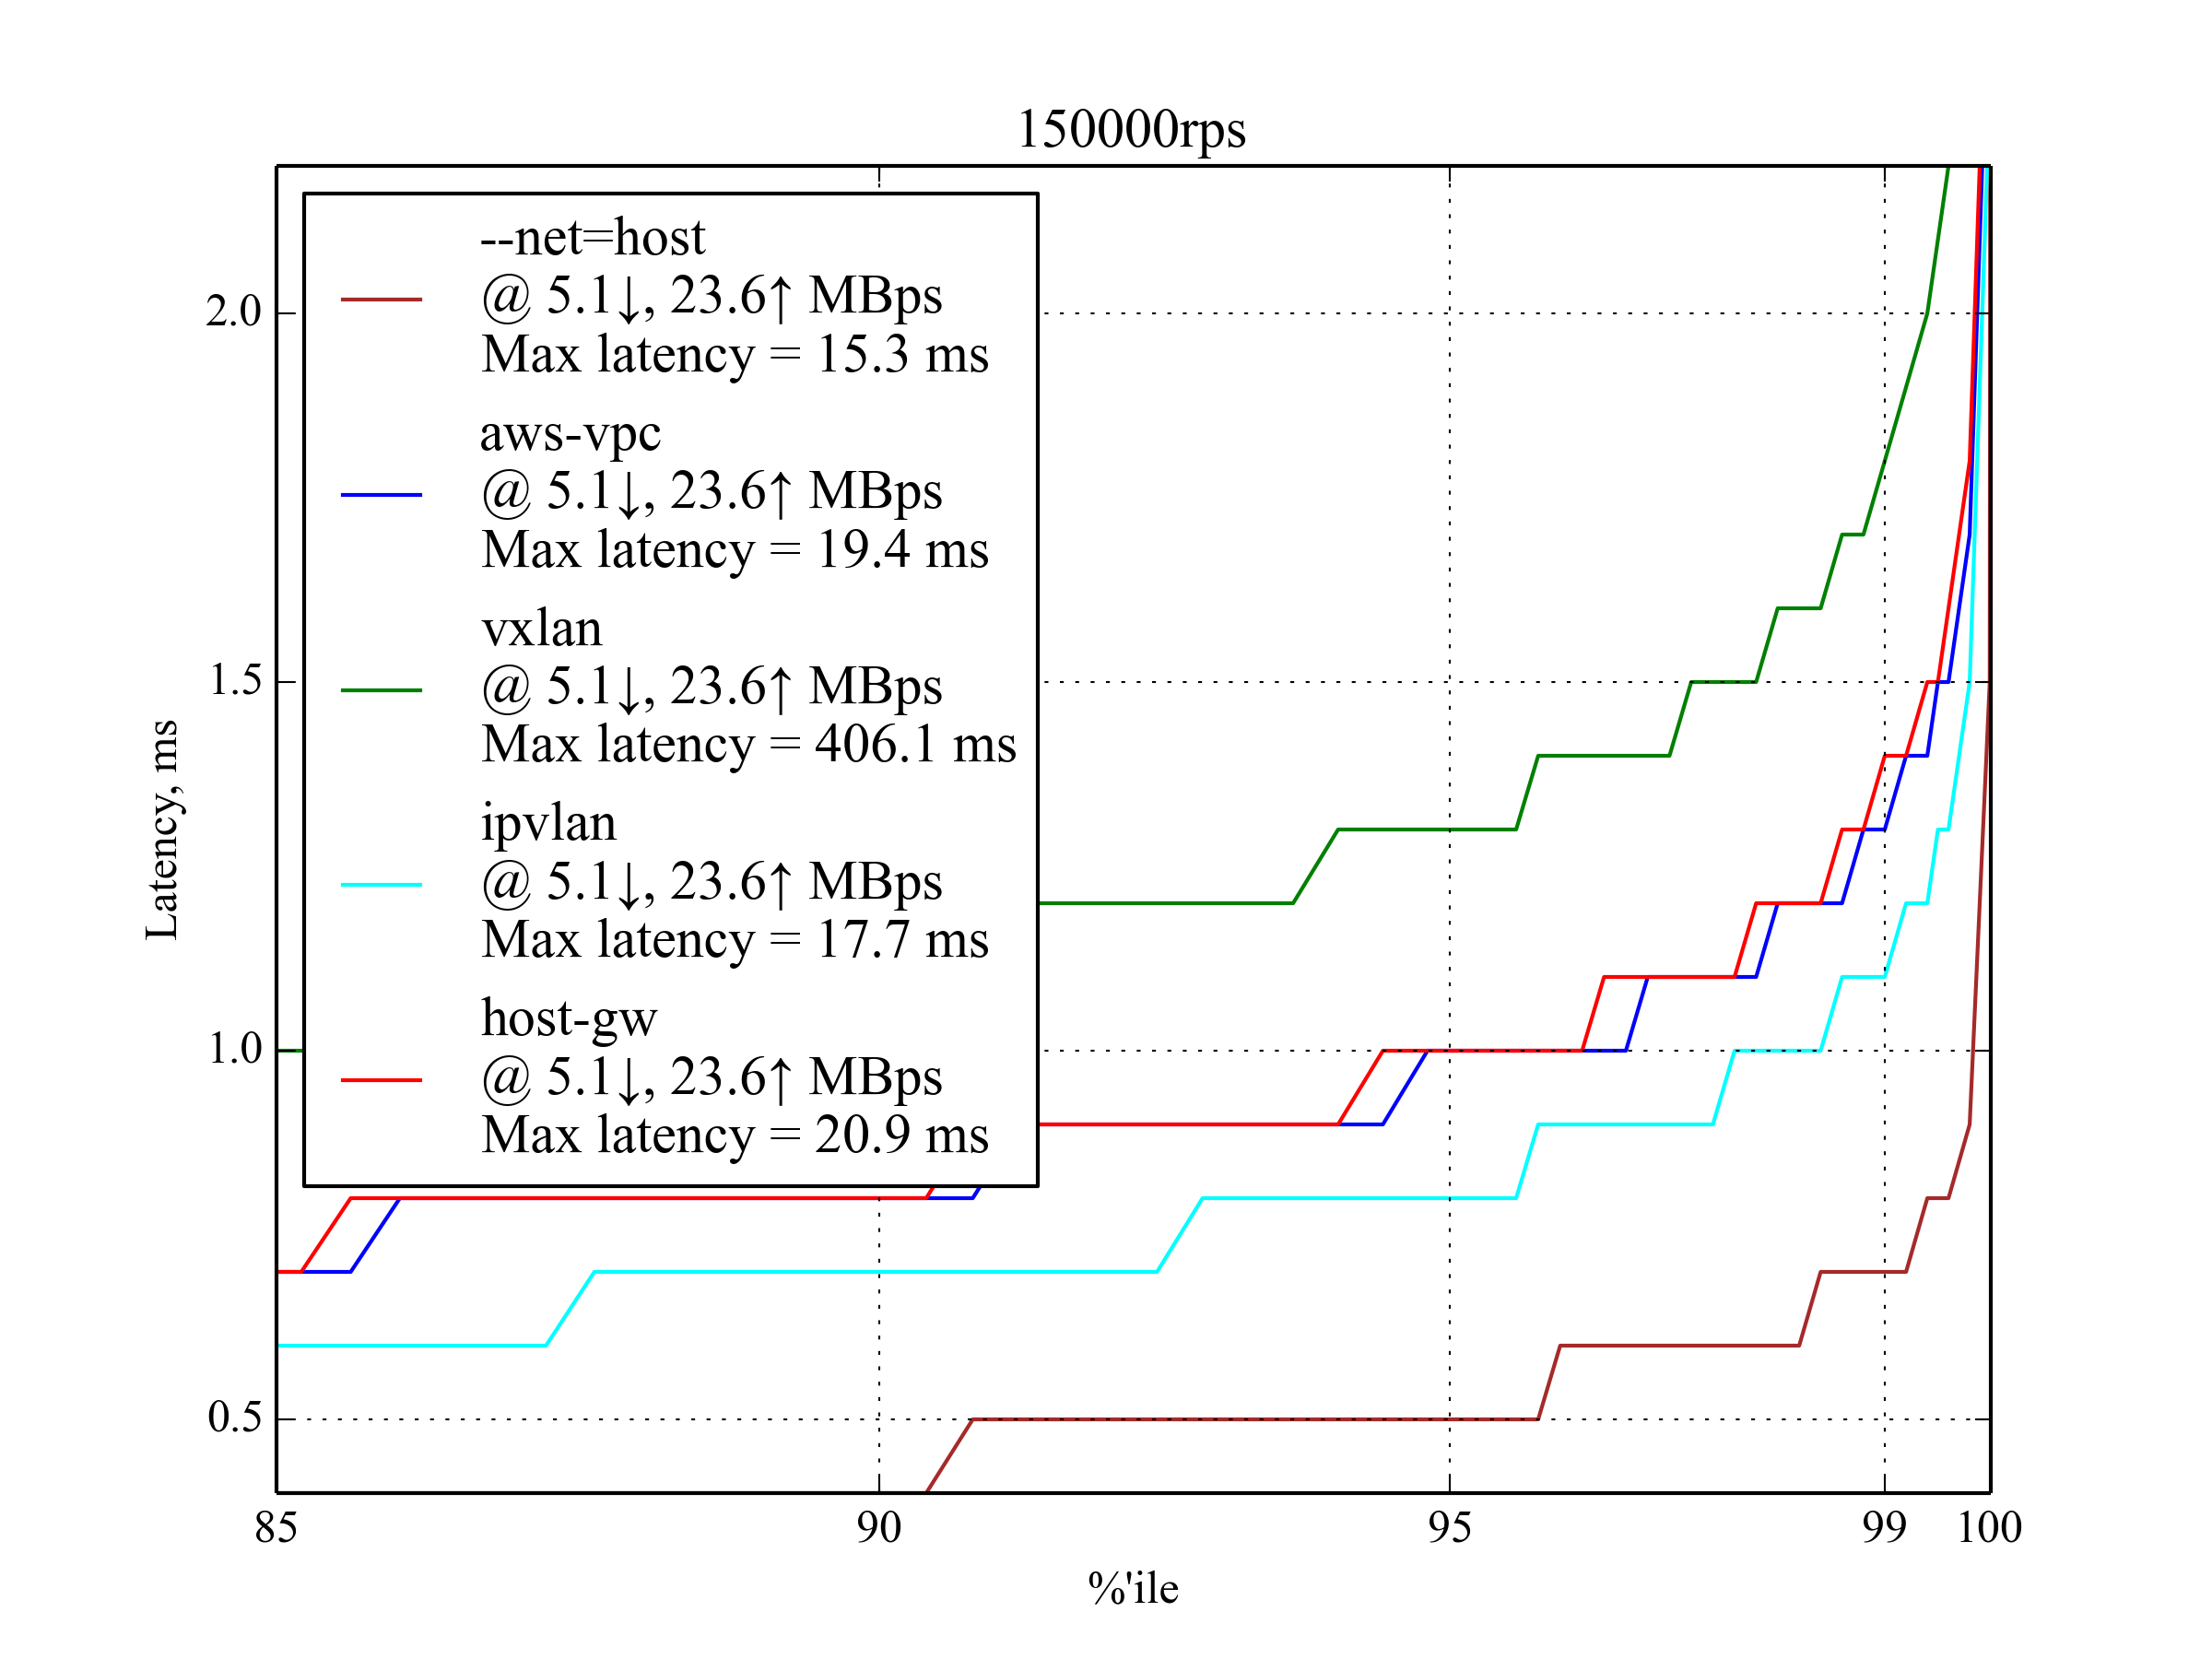 150000rps
--net=host
@ 5.1↓, 23.6↑ MBps
Max latency = 15.3 ms
aws-vpc
@ 5.1↓, 23.6↑ MBps
Max latency = 19.4 ms
vxlan
@ 5.1↓, 23.6↑ MBps
Max latency = 406.1 ms
ipvlan
@ 5.1↓, 23.6↑ MBps
Max latency = 17.7 ms
host-gw
@ 5.1↓, 23.6↑ MBps
Max latency = 20.9 ms
2.0
1.5
1.0
0.5
Latency, ms
85 90 95 99 100
%'ile